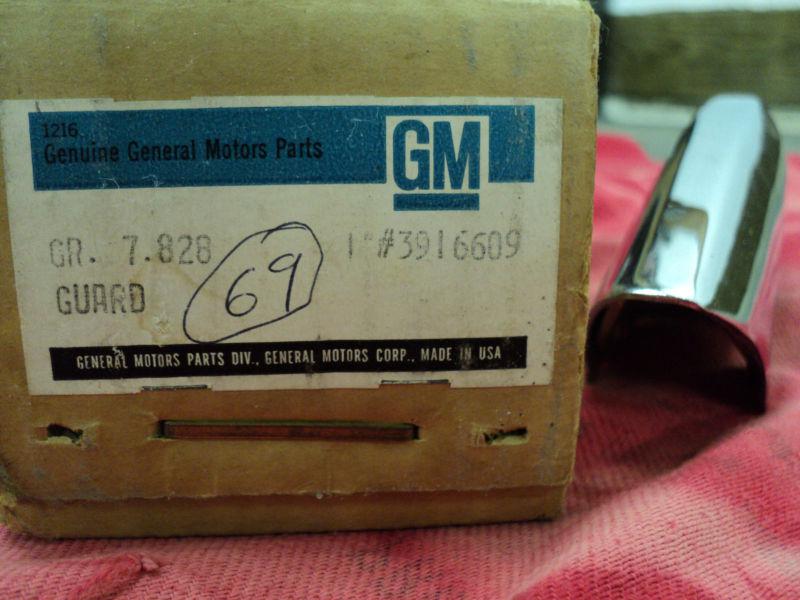 1216
Genuine General Motors Parts
GM
GR. 7.828
1 #3916609
GUARD
69
GENERAL MOTORS PARTS DIV., GENERAL MOTORS CORP., MADE IN USA